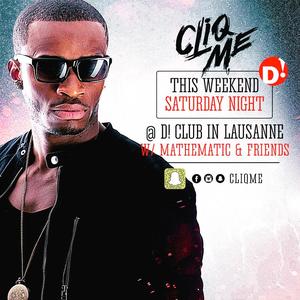 CLiQ
ME
THIS WEEKEND
SATURDAY NIGHT
D!
@ D! CLUB IN LAUSANNE
W/ MATHEMATIC & FRIENDS
CLIQME